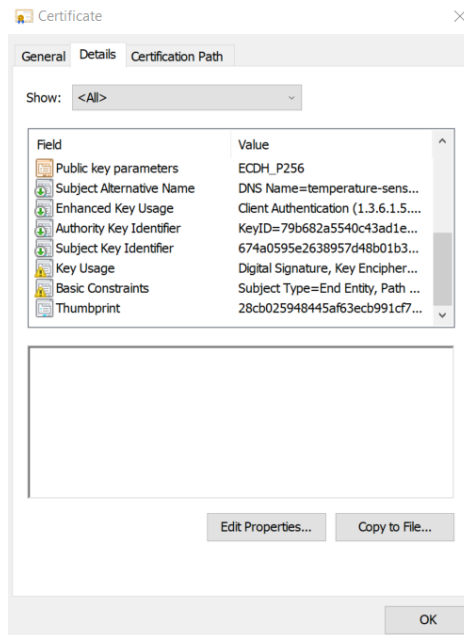 Certificate
General Details Certification Path
Show: <All>
Field Value
Public key parameters ECDH_P256
Subject Alternative Name DNS Name=temperature-sens...
Enhanced Key Usage Client Authentication (1.3.6.1.5....
Authority Key Identifier KeyID=79b682a5540c43ad1e...
Subject Key Identifier 674a0595e2638957d48b01b3...
Key Usage Digital Signature, Key Encipher...
Basic Constraints Subject Type=End Entity, Path ...
Thumbprint 28cb025948445af63ecb991cf7...
Edit Properties... Copy to File...
OK